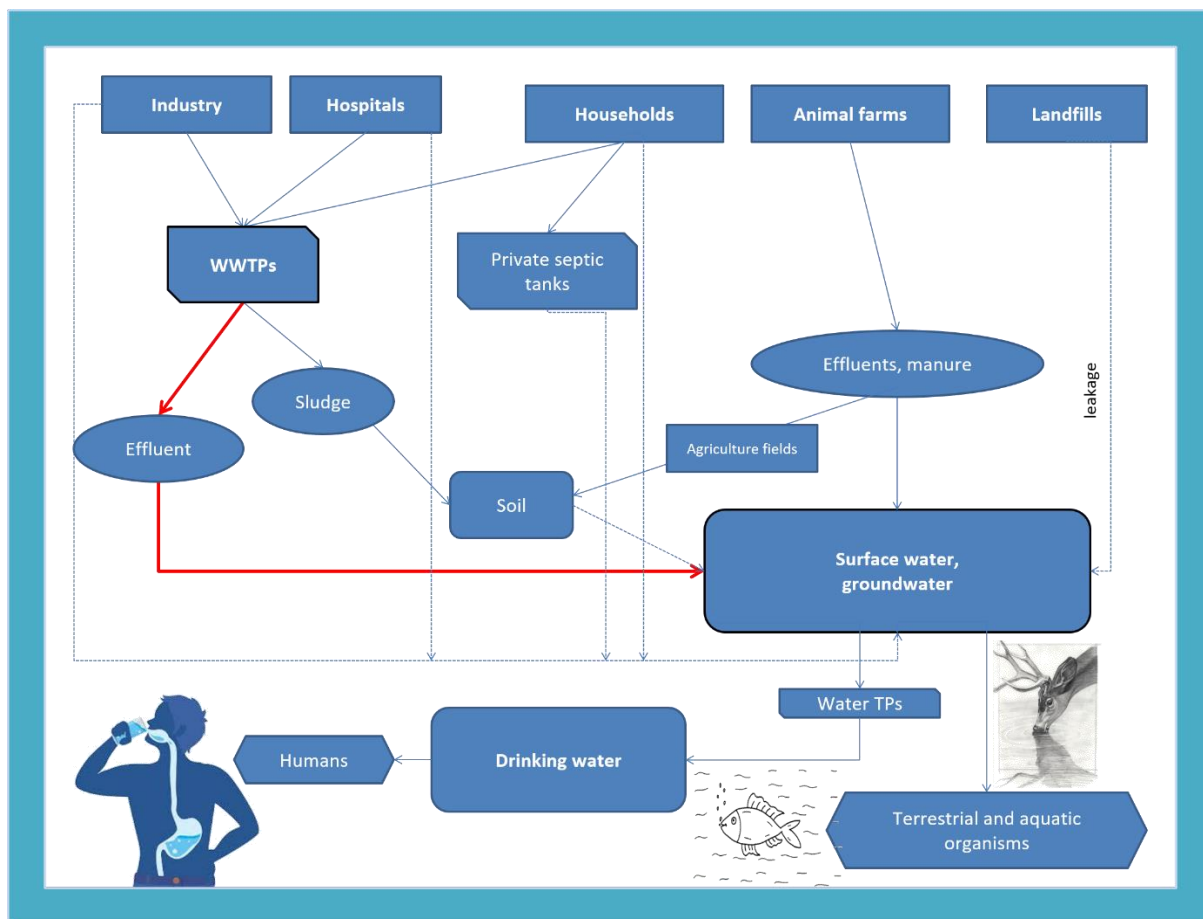 Industry
Hospitals
Households
Animal farms
Landfills
WWTPs
Private septic
tanks
Effluents, manure
leakage
Sludge
Effluent
Agriculture fields
Soil
Surface water,
groundwater
Water TPs
Humans
Drinking water
Terrestrial and aquatic
organisms